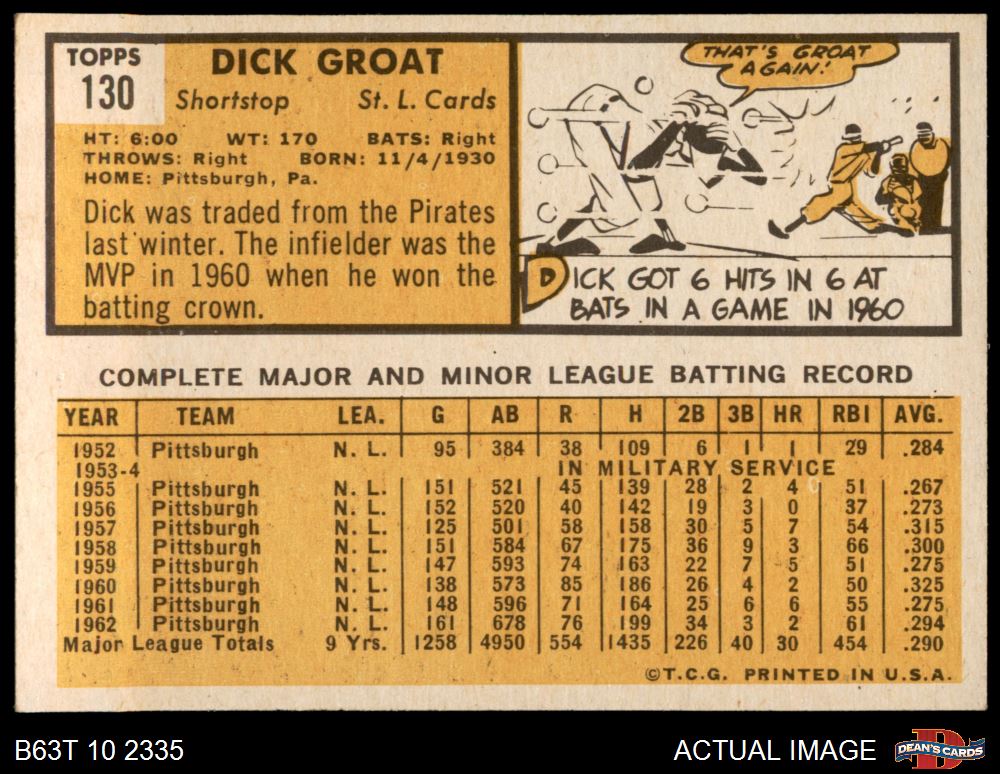 TOPPS
130
DICK GROAT
Shortstop St. L. Cards
HT: 6:00 WT: 170 BATS: Right
THROWS: Right BORN: 11/4/1930
HOME: Pittsburgh, Pa.
Dick was traded from the Pirates
last winter. The infielder was the
MVP in 1960 when he won the
batting crown.
THAT'S GROAT
AGAIN!
DICK GOT 6 HITS IN 6 AT
BATS IN A GAME IN 1960
COMPLETE MAJOR AND MINOR LEAGUE BATTING RECORD
YEAR TEAM LEA. G AB R H 2B 3B HR RBI AVG.
1952 Pittsburgh N. L. 95 384 38 109 6 1 1 29 .284
1953-4 IN MILITARY SERVICE
1955 Pittsburgh N. L. 151 521 45 139 28 2 4 51 .267
1956 Pittsburgh N. L. 152 520 40 142 19 3 0 37 .273
1957 Pittsburgh N. L. 125 501 58 158 30 5 7 54 .315
1958 Pittsburgh N. L. 151 584 67 175 36 9 3 66 .300
1959 Pittsburgh N. L. 147 593 74 163 22 7 5 51 .275
1960 Pittsburgh N. L. 138 573 85 186 26 4 2 50 .325
1961 Pittsburgh N. L. 148 596 71 164 25 6 6 55 .275
1962 Pittsburgh N. L. 161 678 76 199 34 3 2 61 .294
Major League Totals 9 Yrs. 1258 4950 554 1435 226 40 30 454 .290
©T.C.G. PRINTED IN U.S.A.
B63T 10 2335 ACTUAL IMAGE
D
DEAN'S CARDS